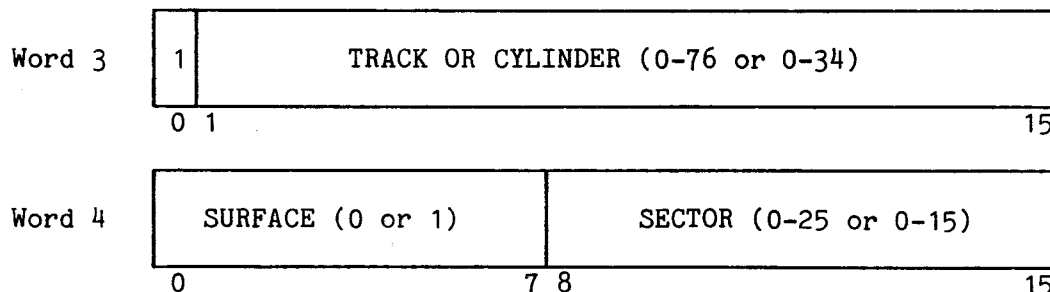 Word 3
1 TRACK OR CYLINDER (0-76 or 0-34)
0 1 15
Word 4
SURFACE (0 or 1) SECTOR (0-25 or 0-15)
0 7 8 15